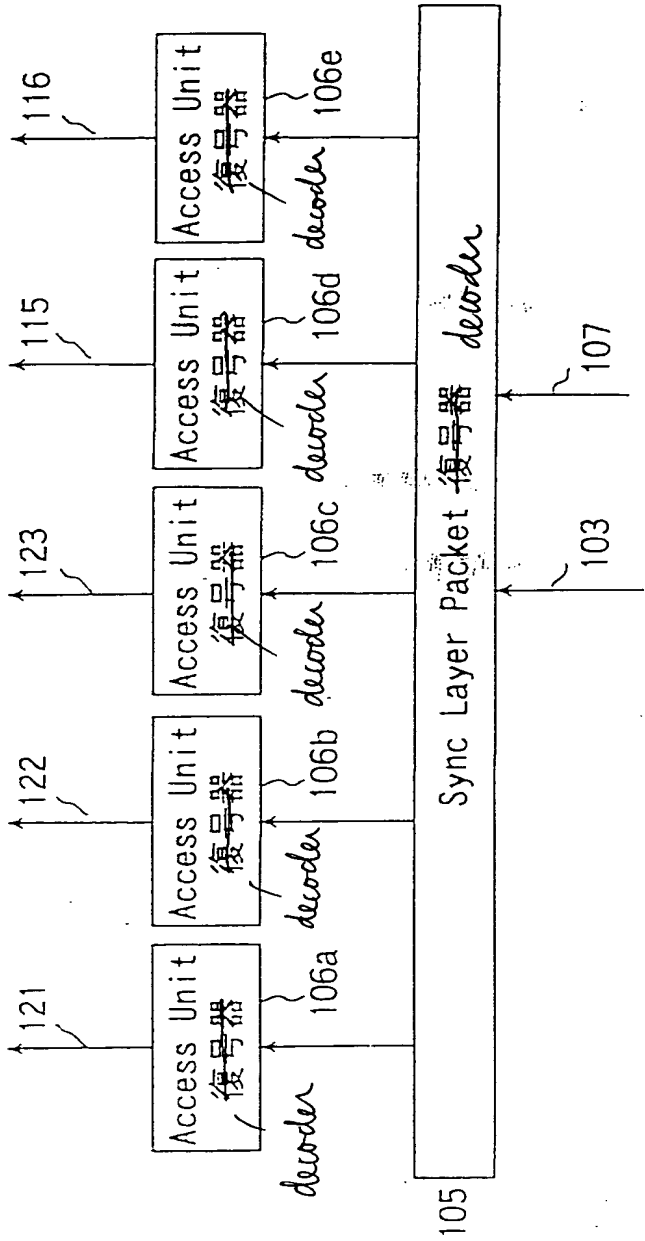 121
122
123
115
116
Access Unit
復号器
decoder
106a
Access Unit
復号器
decoder
106b
Access Unit
復号器
decoder
106c
Access Unit
復号器
decoder
106d
Access Unit
復号器
decoder
106e
105
Sync Layer Packet 復号器 decoder
103
107